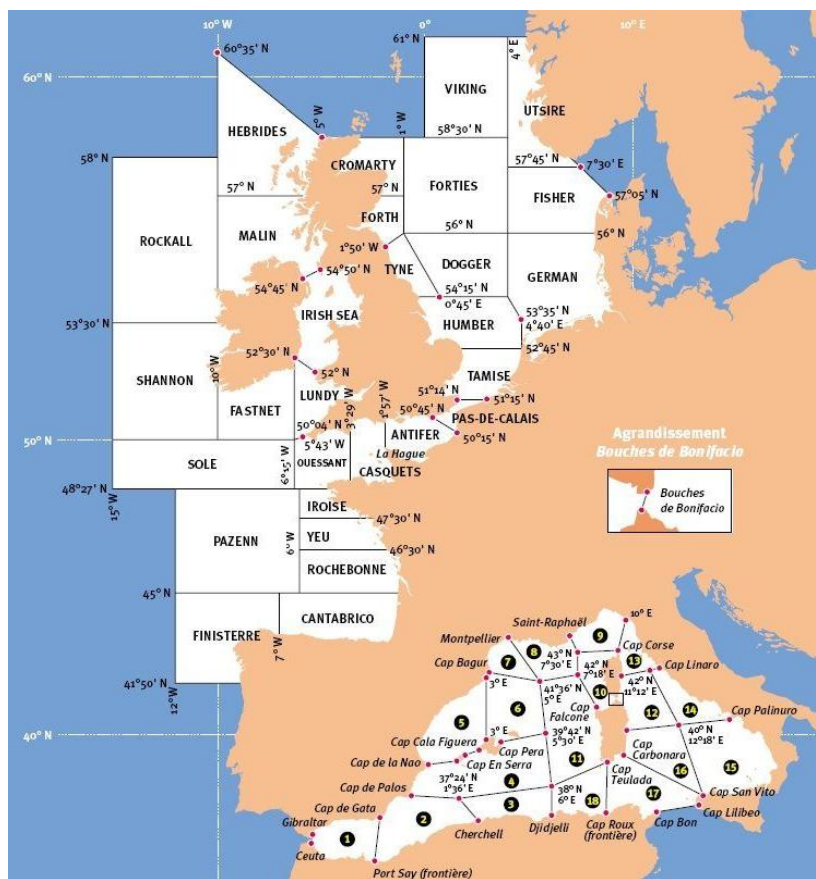 10° W
0°
10° E
61° N
60°35' N
4° E
60° N
VIKING
UTSIRE
HEBRIDES
5° W
1° W
58°30' N
58° N
CROMARTY
57°45' N
7°30' E
57° N
57° N
FORTIES
FISHER
57°05' N
FORTH
ROCKALL
MALIN
56° N
56° N
1°50' W
TYNE
DOGGER
GERMAN
54°50' N
54°15' N
54°45' N
0°45' E
53°35' N
4°40' E
53°30' N
IRISH SEA
HUMBER
52°45' N
52°30' N
10° W
52° N
TAMISE
SHANNON
LUNDY
3°29' W
1°57' W
51°14' N
51°15' N
FASTNET
50°45' N
PAS-DE-CALAIS
50°04' N
ANTIFER
50°15' N
50° N
5°43' W
La Hague
SOLE
6°15' W
OUESSANT
CASQUETS
48°27' N
15° W
Agrandissement
Bouches de Bonifacio
Bouches
de Bonifacio
IROISE
47°30' N
PAZENN
6° W
YEU
46°30' N
ROCHEBONNE
45° N
CANTABRICO
FINISTERRE
7° W
41°50' N
12° W
40° N
Saint-Raphaël
10° E
9
Montpellier
8
43° N
7°30' E
Cap Corse
7
13
Cap Bagur
42° N
7°18' E
Cap Linaro
3° E
41°36' N
5° E
10
42° N
11°12' E
6
Cap
Falcone
12
14
Cap Palinuro
5
3° E
39°42' N
5°30' E
40° N
12°18' E
Cap Cala Figuera
Cap Pera
Cap
Carbonara
Cap de la Nao
Cap En Serra
11
16
15
37°24' N
1°36' E
4
Cap
Teulada
Cap de Palos
38° N
6° E
17
Cap San Vito
3
18
Cap de Gata
2
Cap Lilibeo
Gibraltar
Cherchell
Djidjelli
Cap Roux
(frontière)
Cap Bon
1
Ceuta
Port Say (frontière)